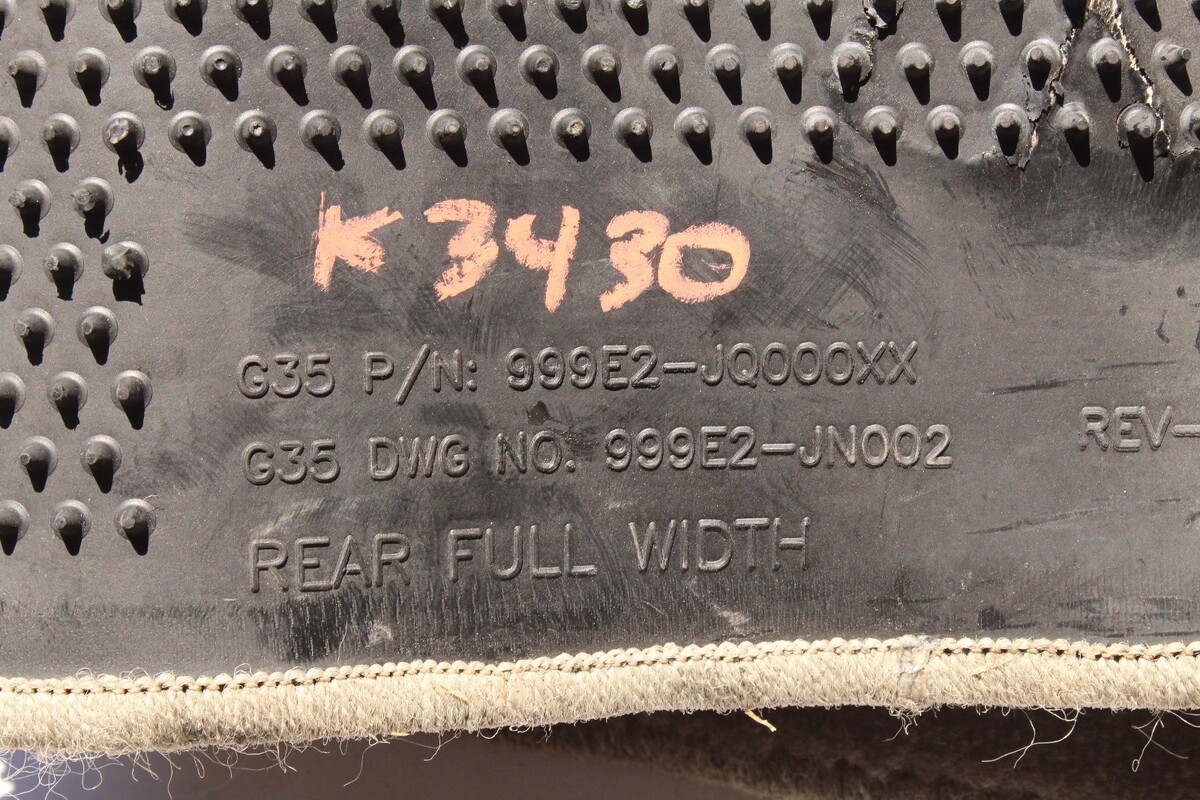 K3430
G35 P/N: 999E2-JQ000XX
G35 DWG NO. 999E2-JN002
REV-
REAR FULL WIDTH